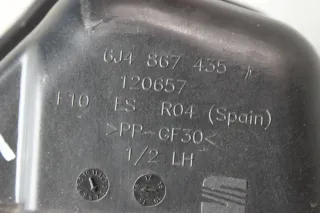 6J4 867 435 A
120657
F10 ES R04 (Spain)
>PP-GF30<
1/2 LH